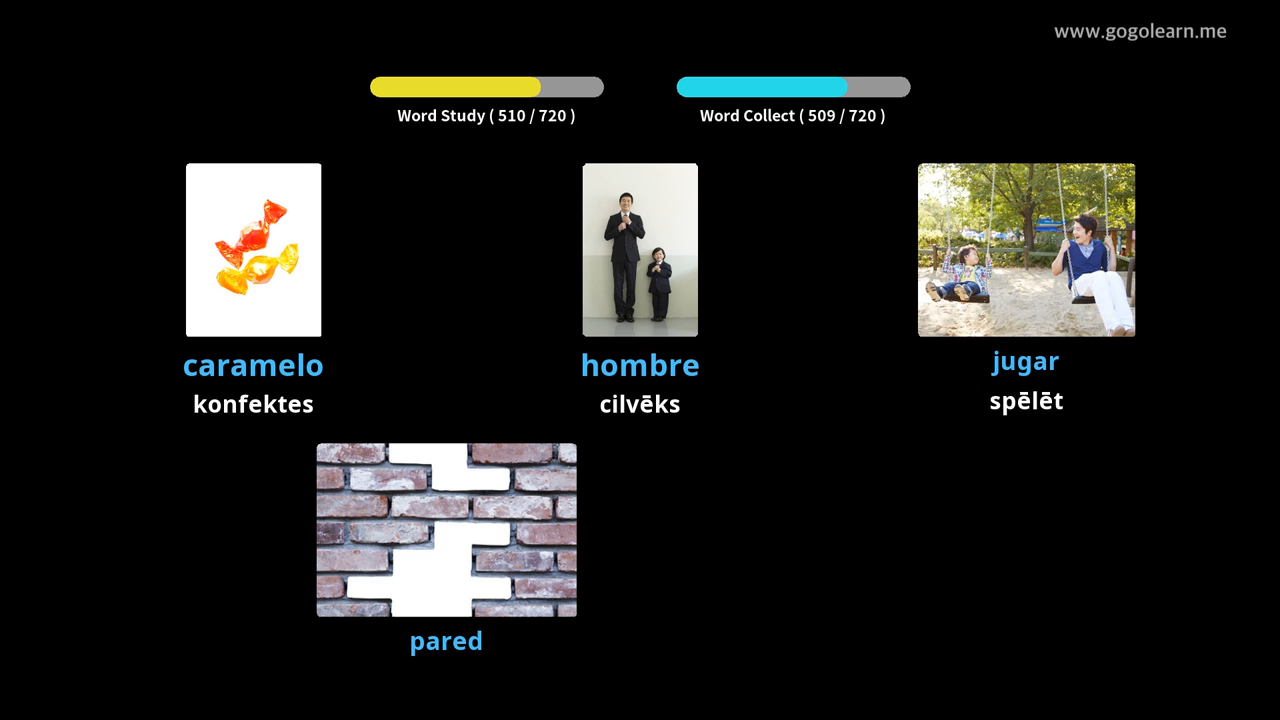 www.gogolearn.me
Word Study ( 510 / 720 )
Word Collect ( 509 / 720 )
caramelo
konfektes
hombre
cilvēks
jugar
spēlēt
pared